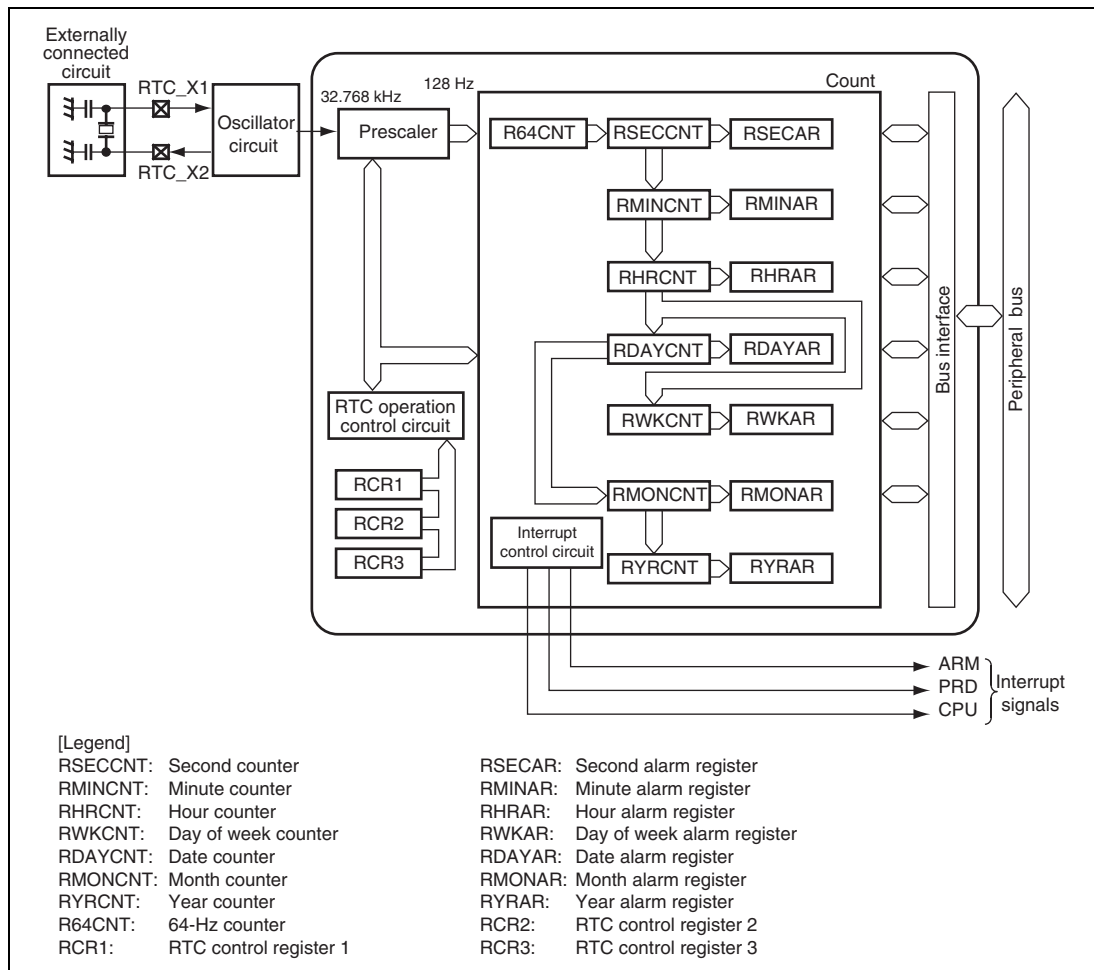 Externally
connected
circuit
RTC_X1
RTC_X2
Oscillator
circuit
32.768 kHz
128 Hz
Prescaler
Count
R64CNT
RSECCNT
RSECAR
RMINCNT
RMINAR
RHRCNT
RHRAR
RDAYCNT
RDAYAR
RWKCNT
RWKAR
RMONCNT
RMONAR
RYRCNT
RYRAR
RTC operation
control circuit
RCR1
RCR2
RCR3
Interrupt
control circuit
Bus interface
Peripheral bus
ARM
PRD
CPU
Interrupt
signals
[Legend]
RSECCNT: Second counter
RMINCNT: Minute counter
RHRCNT: Hour counter
RWKCNT: Day of week counter
RDAYCNT: Date counter
RMONCNT: Month counter
RYRCNT: Year counter
R64CNT: 64-Hz counter
RCR1: RTC control register 1
RSECAR: Second alarm register
RMINAR: Minute alarm register
RHRAR: Hour alarm register
RWKAR: Day of week alarm register
RDAYAR: Date alarm register
RMONAR: Month alarm register
RYRAR: Year alarm register
RCR2: RTC control register 2
RCR3: RTC control register 3